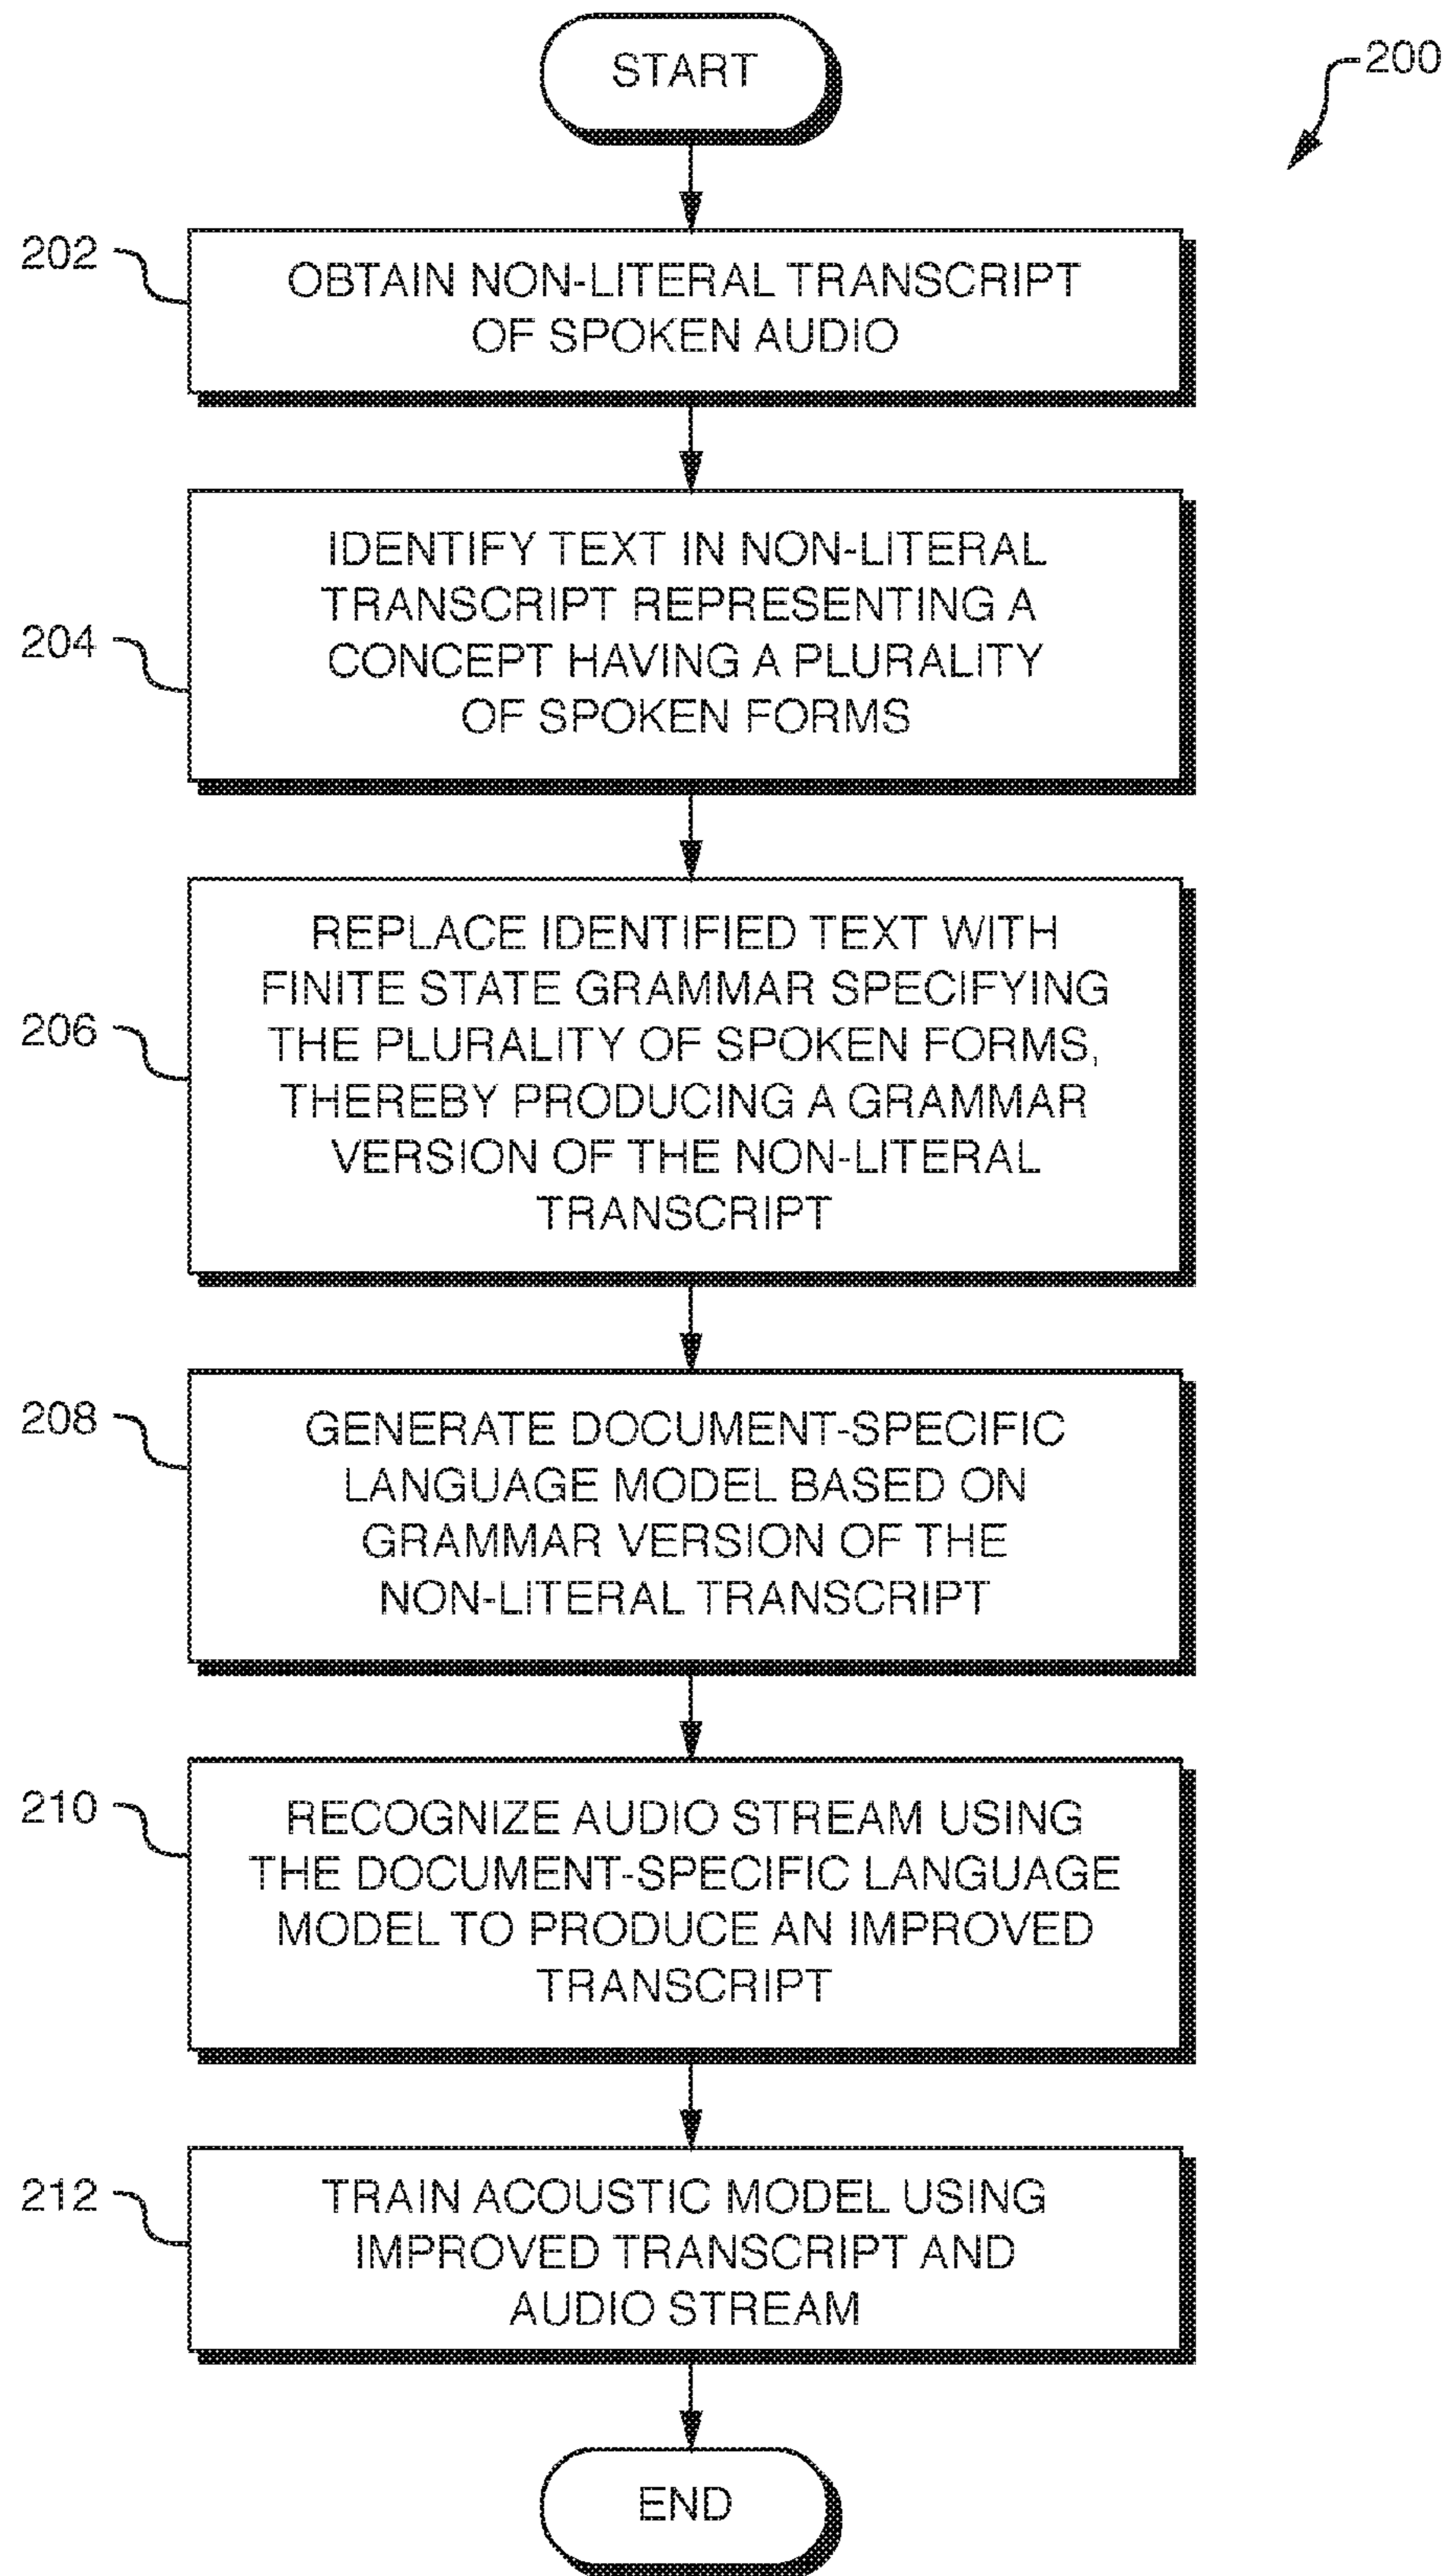 START
200
202
OBTAIN NON-LITERAL TRANSCRIPT
OF SPOKEN AUDIO
204
IDENTIFY TEXT IN NON-LITERAL
TRANSCRIPT REPRESENTING A
CONCEPT HAVING A PLURALITY
OF SPOKEN FORMS
206
REPLACE IDENTIFIED TEXT WITH
FINITE STATE GRAMMAR SPECIFYING
THE PLURALITY OF SPOKEN FORMS,
THEREBY PRODUCING A GRAMMAR
VERSION OF THE NON-LITERAL
TRANSCRIPT
208
GENERATE DOCUMENT-SPECIFIC
LANGUAGE MODEL BASED ON
GRAMMAR VERSION OF THE
NON-LITERAL TRANSCRIPT
210
RECOGNIZE AUDIO STREAM USING
THE DOCUMENT-SPECIFIC LANGUAGE
MODEL TO PRODUCE AN IMPROVED
TRANSCRIPT
212
TRAIN ACOUSTIC MODEL USING
IMPROVED TRANSCRIPT AND
AUDIO STREAM
END